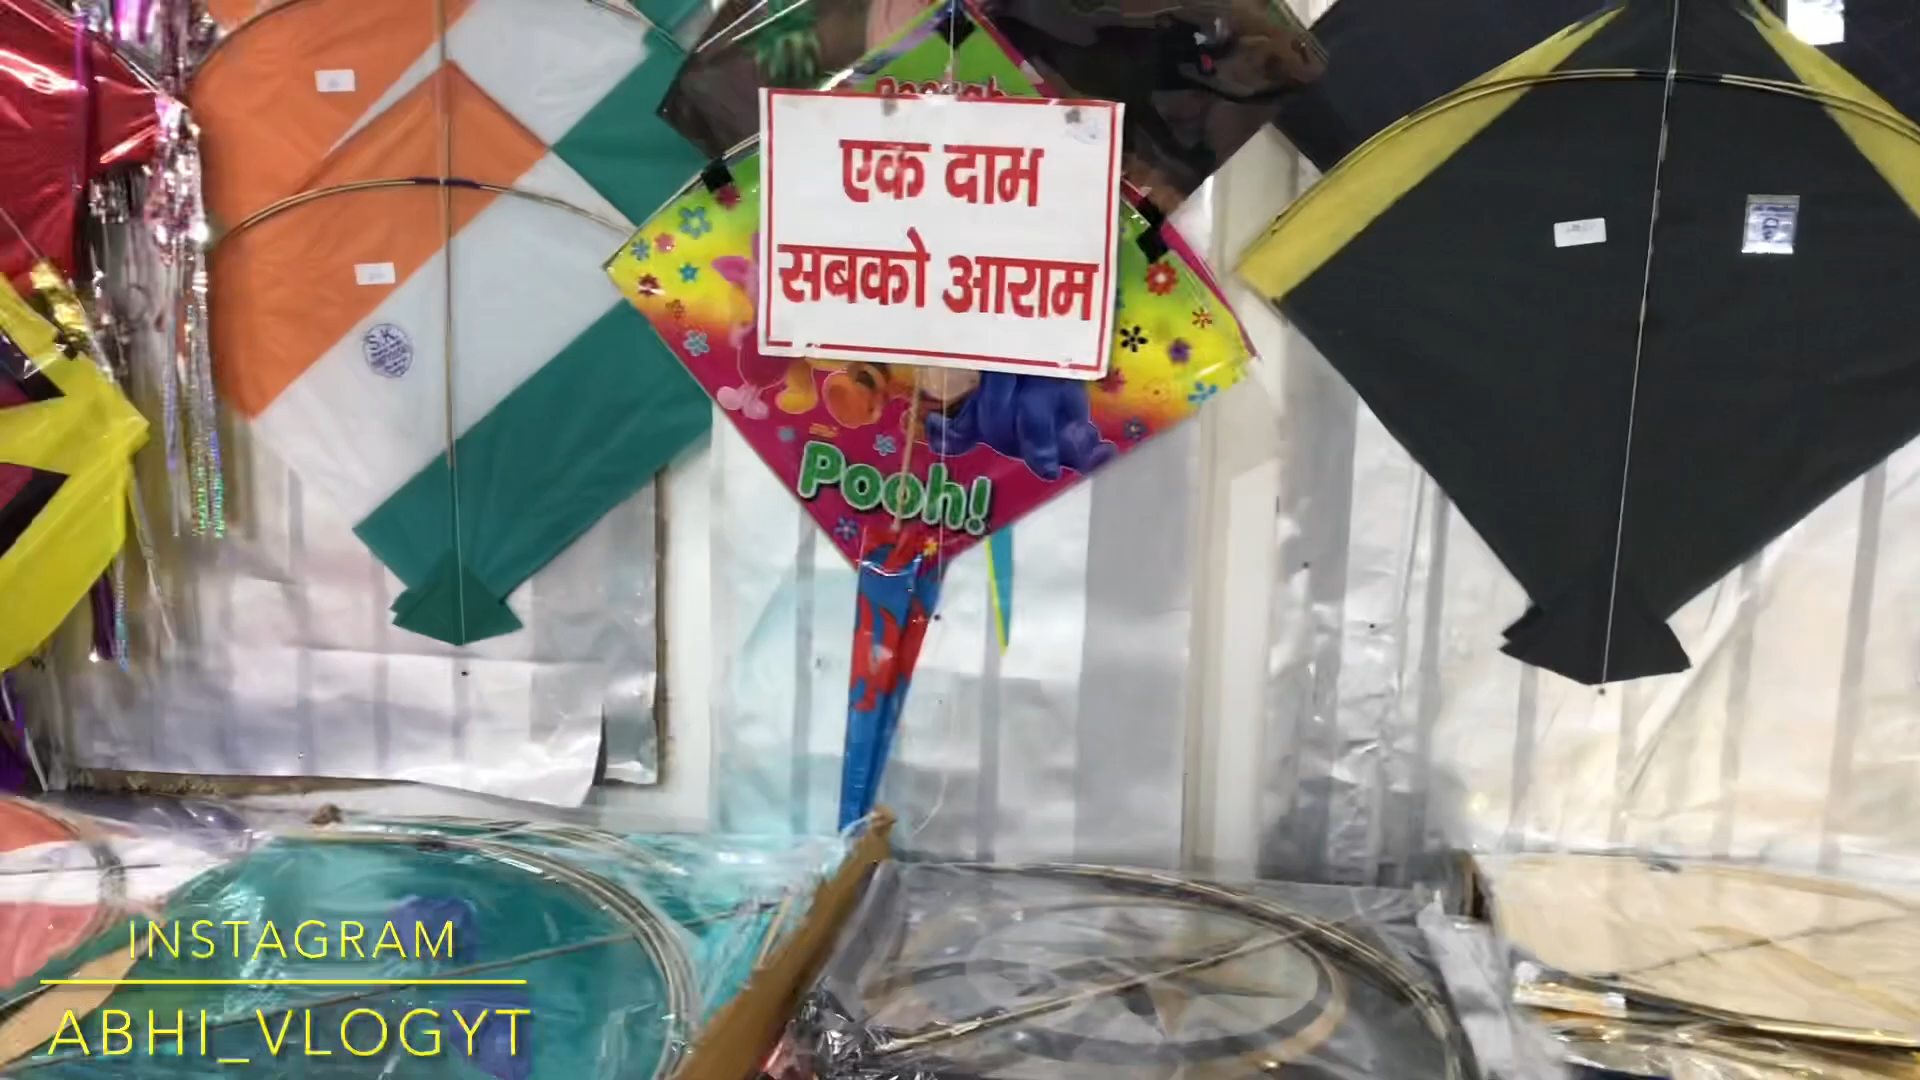 एक दाम
सबको आराम
Pooh!
S.K.
INSTAGRAM
ABHI_VLOGYT